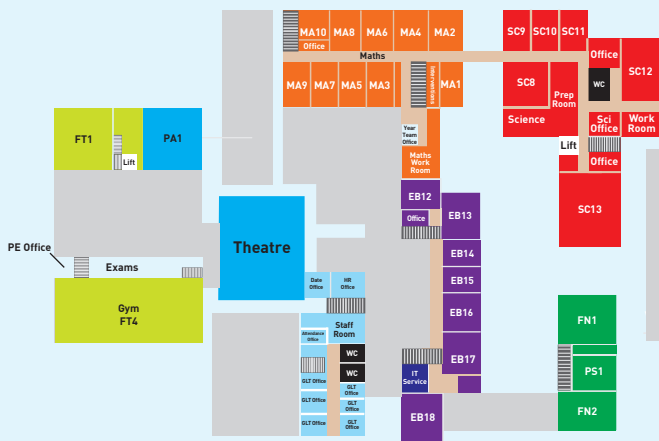 MA10
MA8
MA6
MA4
MA2
Office
Maths
MA9
MA7
MA5
MA3
Interventions
MA1
SC9
SC10
SC11
Office
SC12
SC8
WC
Prep
Room
Science
Sci
Office
Work
Room
Lift
Office
SC13
FT1
Lift
PA1
Year
Team
Office
Maths
Work
Room
EB12
Office
EB13
EB14
EB15
EB16
EB17
IT
Service
EB18
Theatre
PE Office
Exams
Gym
FT4
Date
Office
HR
Office
Staff
Room
Attendance
Office
WC
WC
GLT Office
GLT
Office
GLT Office
GLT
Office
GLT Office
GLT
Office
FN1
PS1
FN2